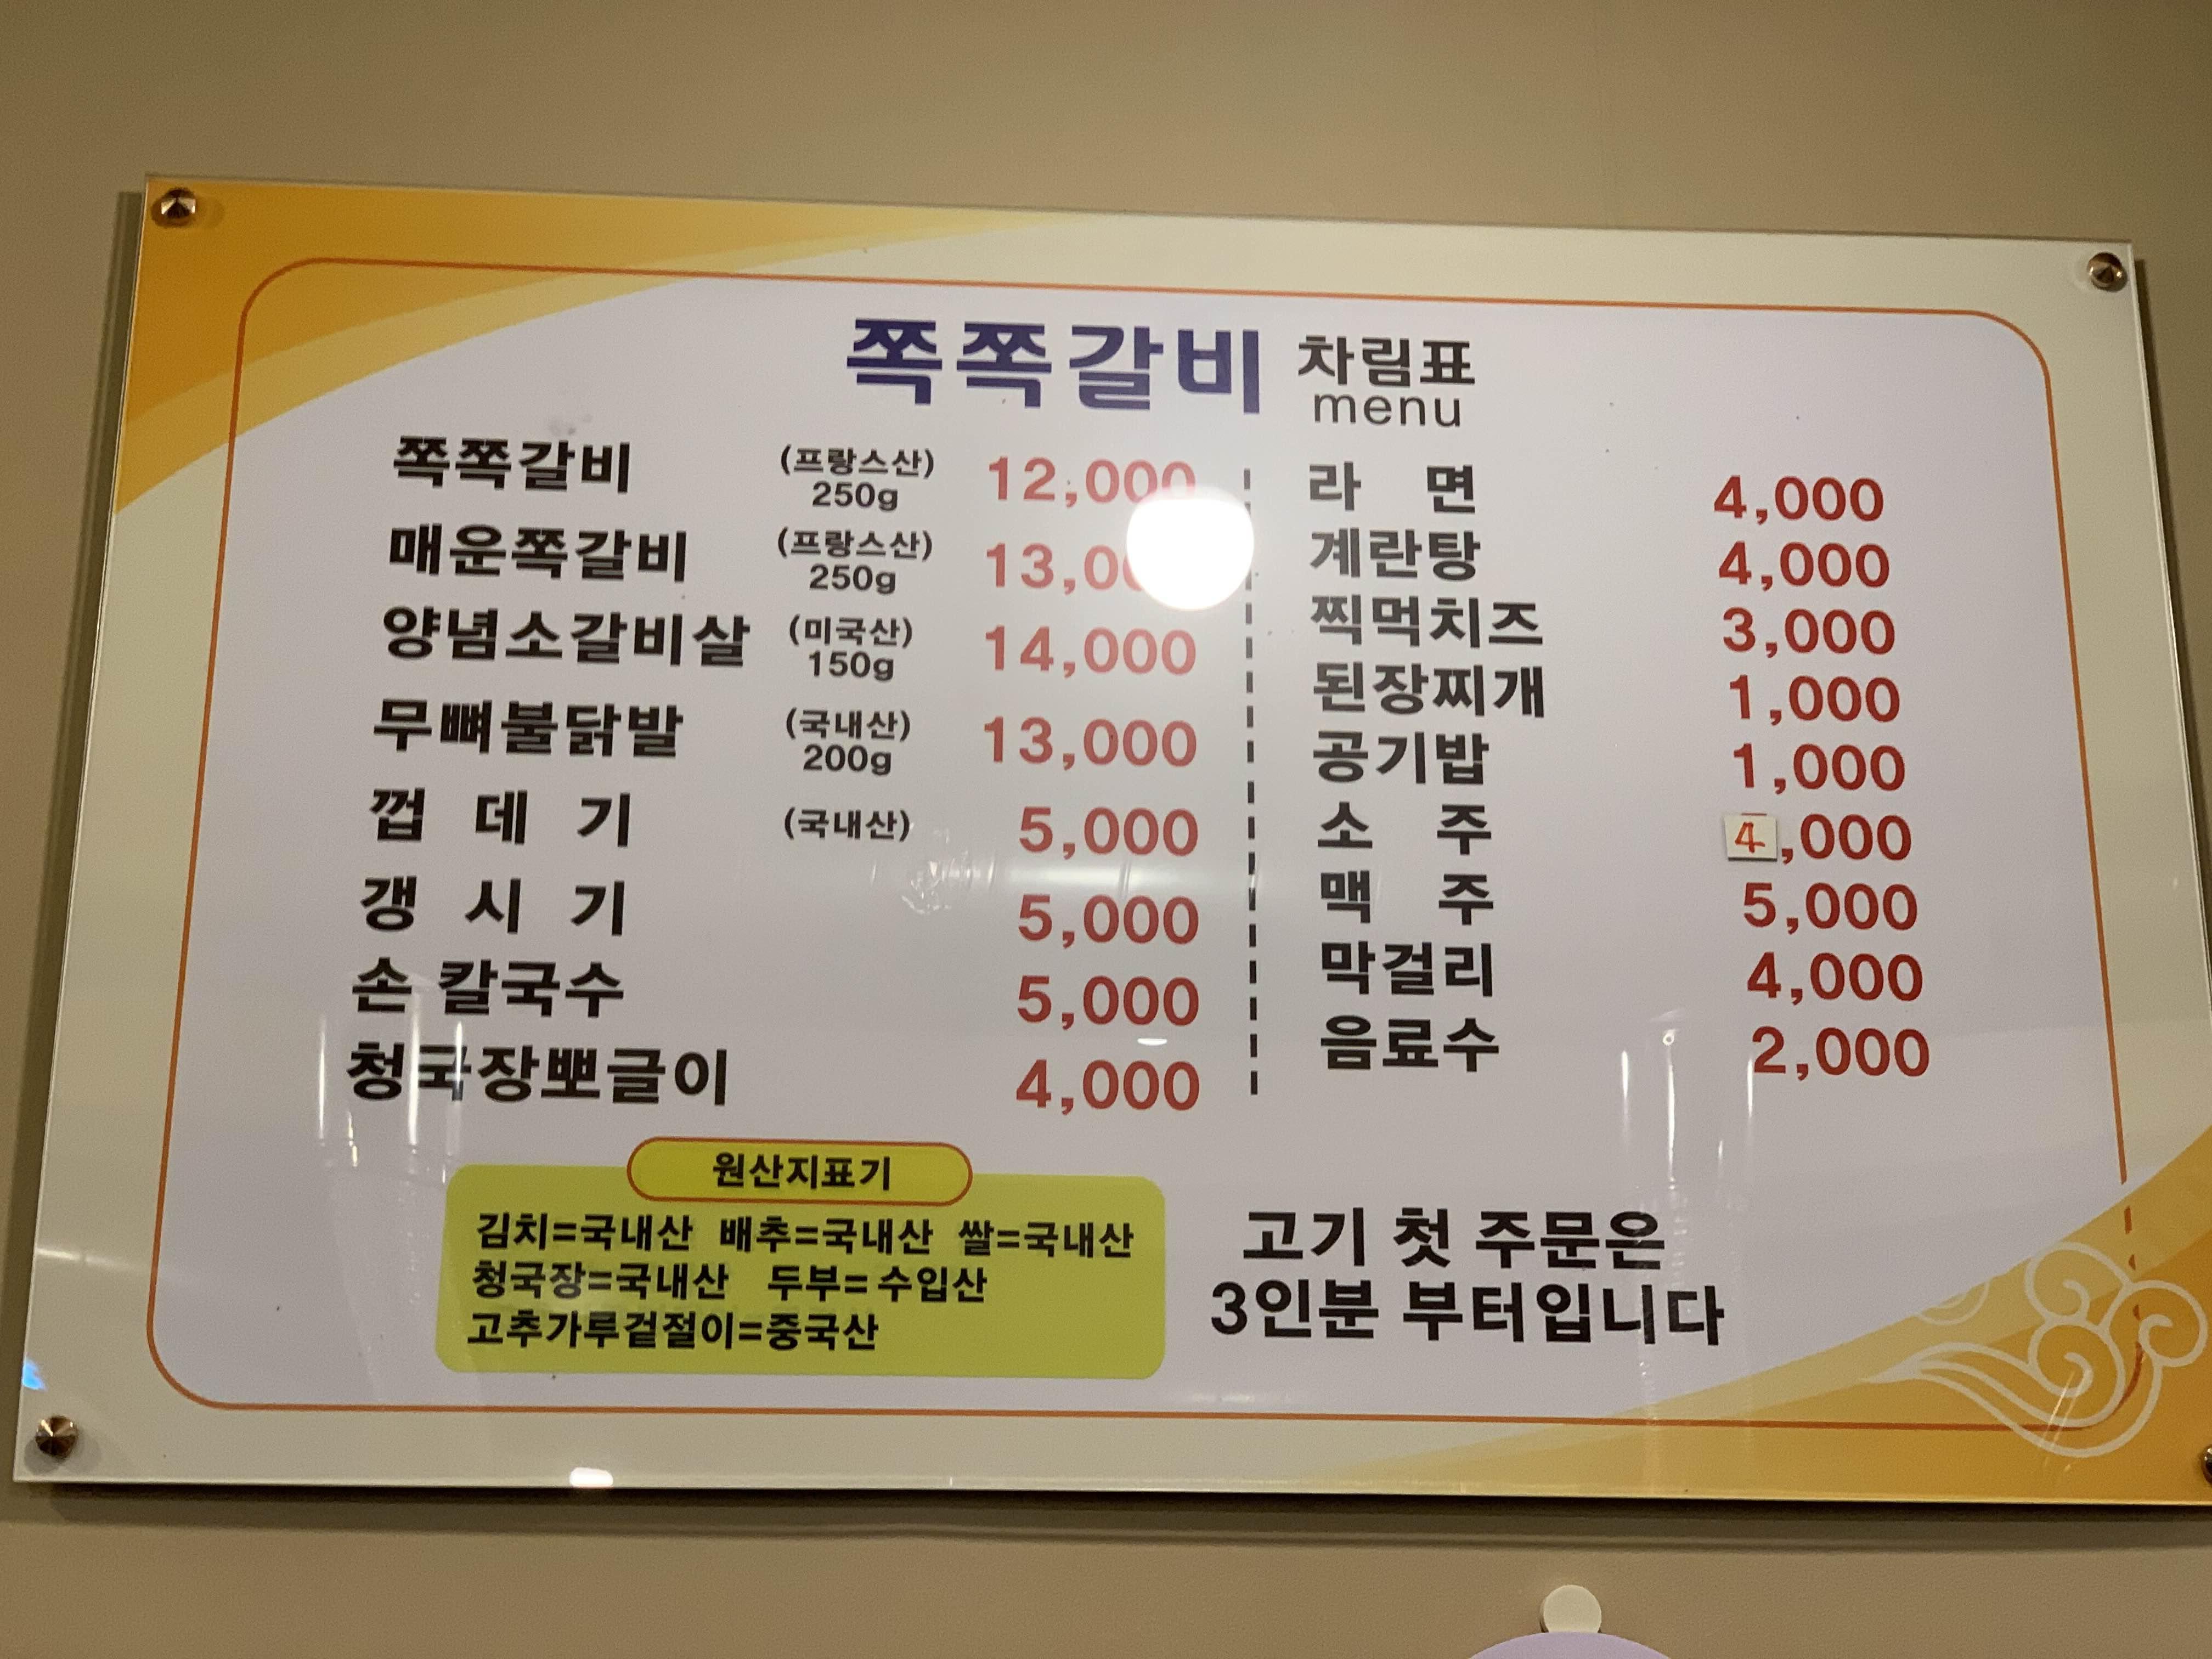 쪽쪽갈비 차림표
menu
쪽쪽갈비 (프랑스산) 250g 12,000
매운쪽갈비 (프랑스산) 250g
양념소갈비살 (미국산) 150g 14,000
무뼈불닭발 (국내산) 200g 13,000
껍 데 기 (국내산) 5,000
갱 시 기 5,000
손 칼국수 5,000
청국장뽀글이 4,000
라 면 4,000
계란탕 4,000
찍먹치즈 3,000
된장찌개 1,000
공기밥 1,000
소 주 4,000
맥 주 5,000
막걸리 4,000
음료수 2,000
원산지표기
김치=국내산 배추=국내산 쌀=국내산
청국장=국내산 두부=수입산
고추가루겉절이=중국산
고기 첫 주문은
3인분 부터입니다